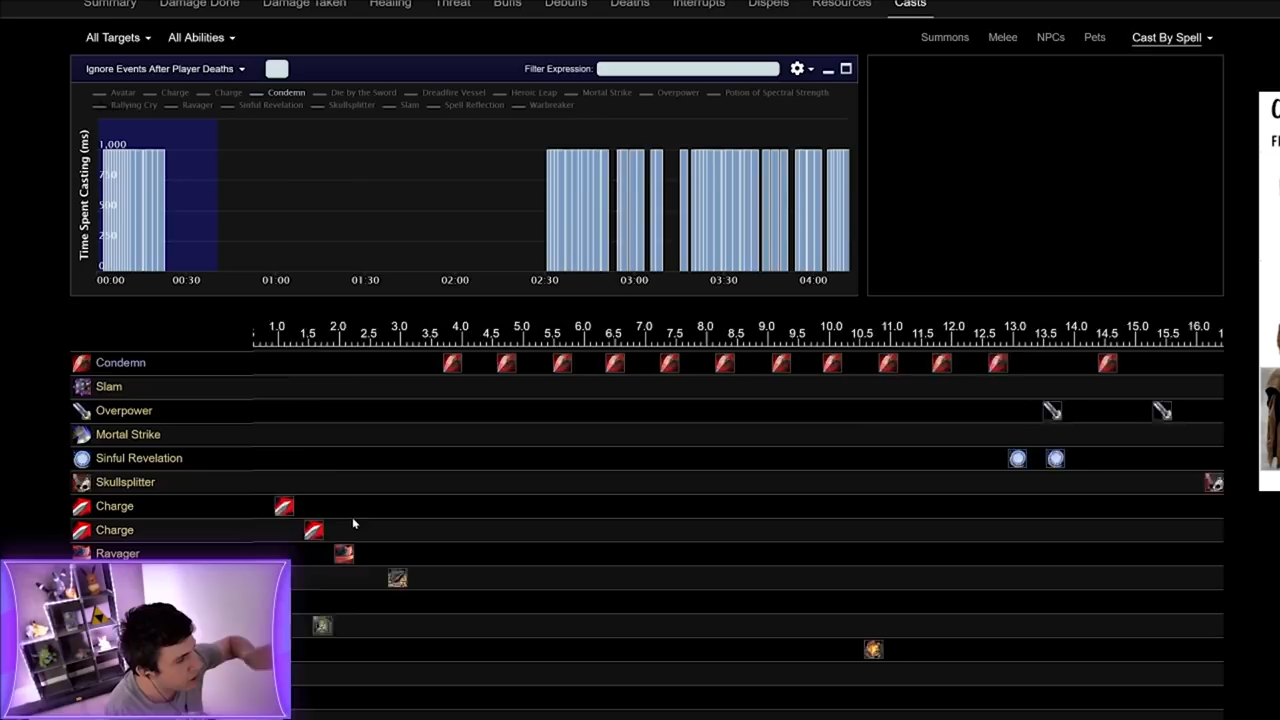 Summary Damage Done Damage Taken Healing Threat Buffs Debuffs Deaths Interrupts Dispels Resources Casts
All Targets All Abilities Summons Melee NPCs Pets Cast By Spell
Ignore Events After Player Deaths Filter Expression:
Avatar Charge Charge Condemn Die by the Sword Dreadfire Vessel Heroic Leap Mortal Strike Overpower Potion of Spectral Strength
Rallying Cry Ravager Sinful Revelation Skullsplitter Slam Spell Reflection Warbreaker
Time Spent Casting (ms)
1,000
750
500
250
0
00:00 00:30 01:00 01:30 02:00 02:30 03:00 03:30 04:00
1.0 2.0 3.0 4.0 5.0 6.0 7.0 8.0 9.0 10.0 11.0 12.0 13.0 14.0 15.0 16.0
1.5 2.5 3.5 4.5 5.5 6.5 7.5 8.5 9.5 10.5 11.5 12.5 13.5 14.5 15.5
Condemn
Slam
Overpower
Mortal Strike
Sinful Revelation
Skullsplitter
Charge
Charge
Ravager